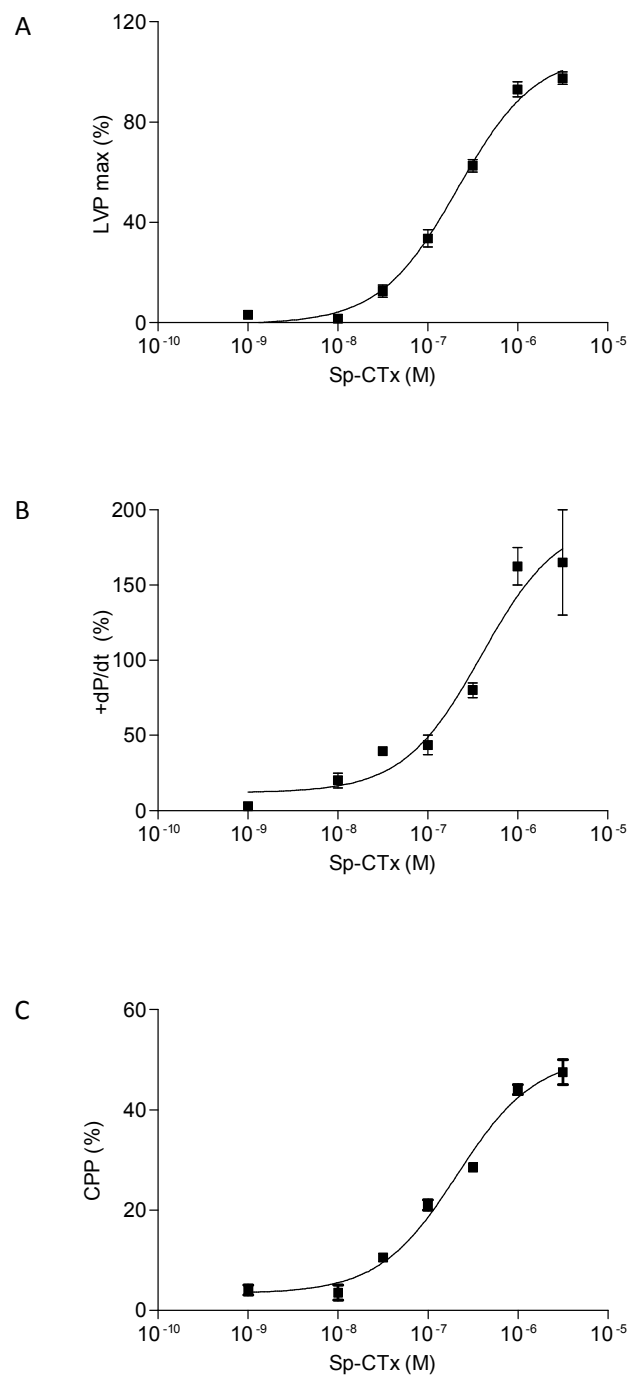 A
LVP max (%)
120
80
40
0
10⁻¹⁰ 10⁻⁹ 10⁻⁸ 10⁻⁷ 10⁻⁶ 10⁻⁵
Sp-CTx (M)
B
+dP/dt (%)
200
150
100
50
0
10⁻¹⁰ 10⁻⁹ 10⁻⁸ 10⁻⁷ 10⁻⁶ 10⁻⁵
Sp-CTx (M)
C
CPP (%)
60
40
20
0
10⁻¹⁰ 10⁻⁹ 10⁻⁸ 10⁻⁷ 10⁻⁶ 10⁻⁵
Sp-CTx (M)